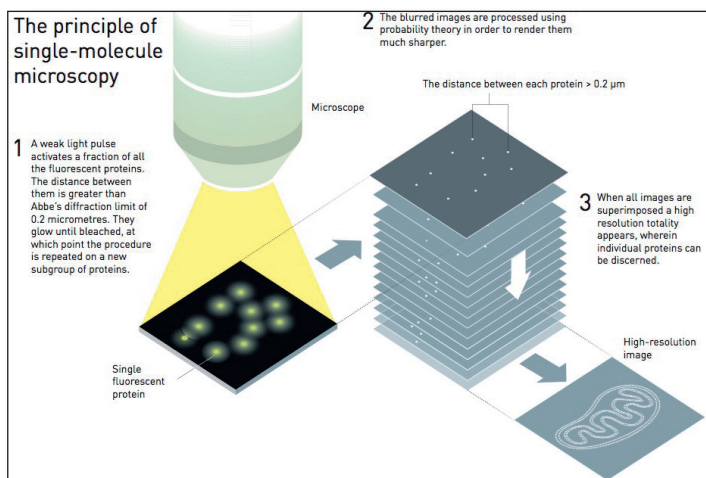 The principle of
single-molecule
microscopy
1 A weak light pulse
activates a fraction of all
the fluorescent proteins.
The distance between
them is greater than
Abbe's diffraction limit of
0.2 micrometres. They
glow until bleached, at
which point the procedure
is repeated on a new
subgroup of proteins.
Microscope
Single
fluorescent
protein
2 The blurred images are processed using
probability theory in order to render them
much sharper.
The distance between each protein > 0.2 μm
3 When all images are
superimposed a high
resolution totality
appears, wherein
individual proteins can
be discerned.
High-resolution
image